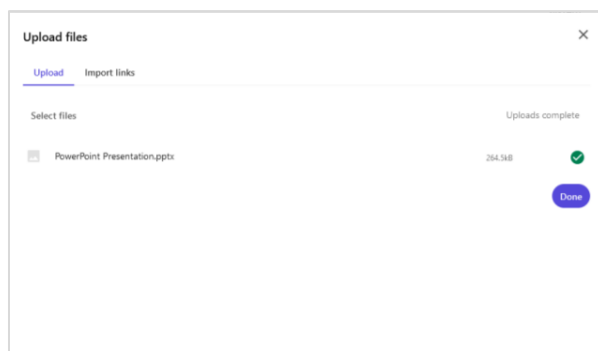 Upload files
Upload Import links
Select files Uploads complete
PowerPoint Presentation.pptx 264.5kB
Done